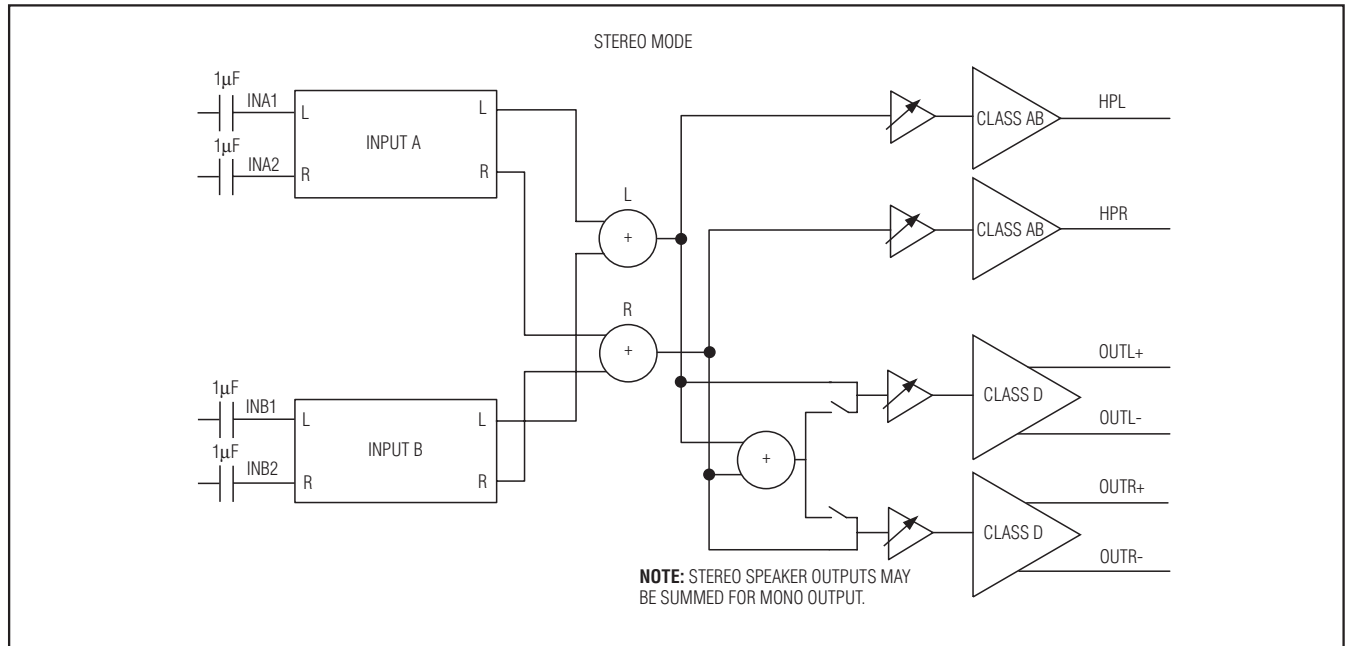 STEREO MODE
1μF
INA1
L
L
INPUT A
1μF
INA2
R
R
L
+
R
+
1μF
INB1
L
L
INPUT B
1μF
INB2
R
R
+
CLASS AB
HPL
CLASS AB
HPR
CLASS D
OUTL+
OUTL-
CLASS D
OUTR+
OUTR-
NOTE: STEREO SPEAKER OUTPUTS MAY
BE SUMMED FOR MONO OUTPUT.